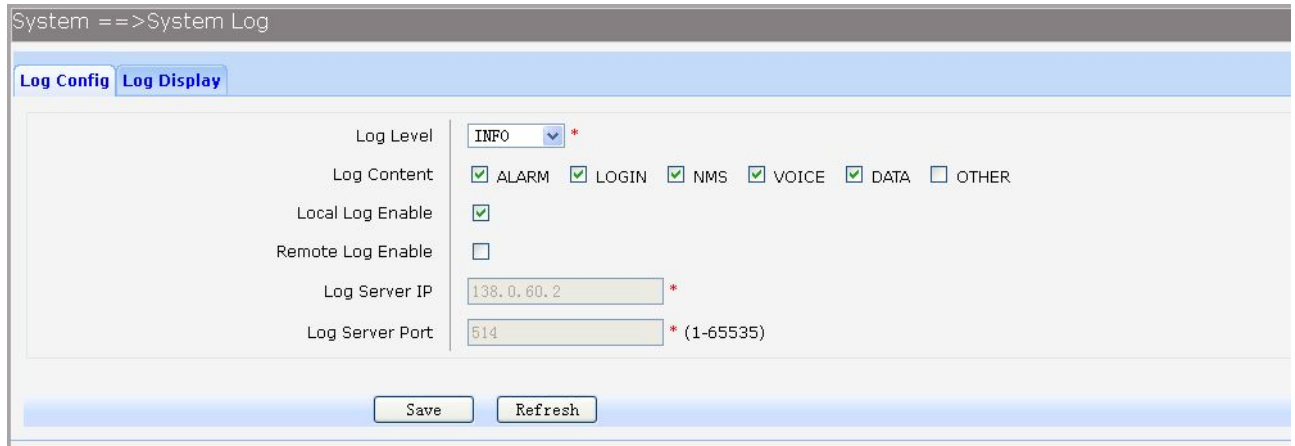 System ==>System Log
Log Config Log Display
Log Level INFO *
Log Content ALARM LOGIN NMS VOICE DATA OTHER
Local Log Enable
Remote Log Enable
Log Server IP 138.0.60.2 *
Log Server Port 514 * (1-65535)
Save Refresh